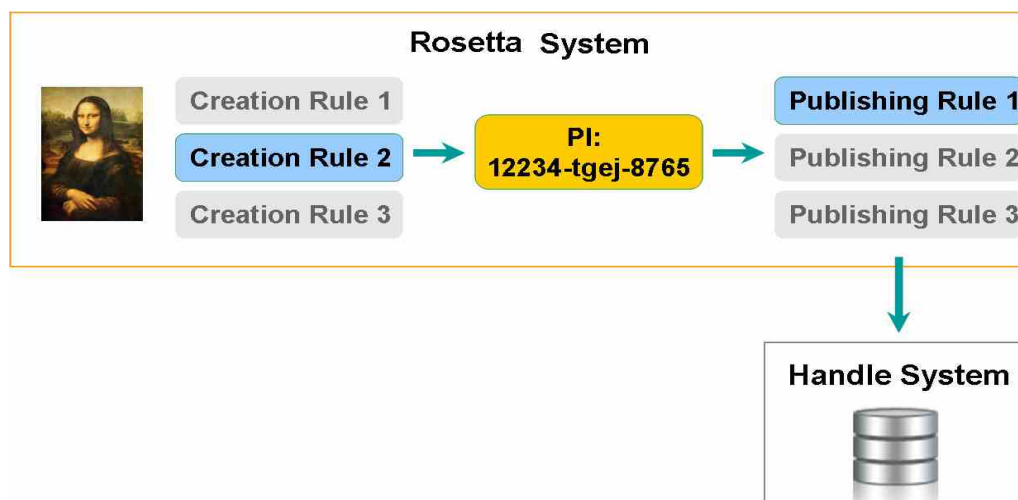 Rosetta System
Creation Rule 1
Creation Rule 2
Creation Rule 3
PI:
12234-tgej-8765
Publishing Rule 1
Publishing Rule 2
Publishing Rule 3
Handle System